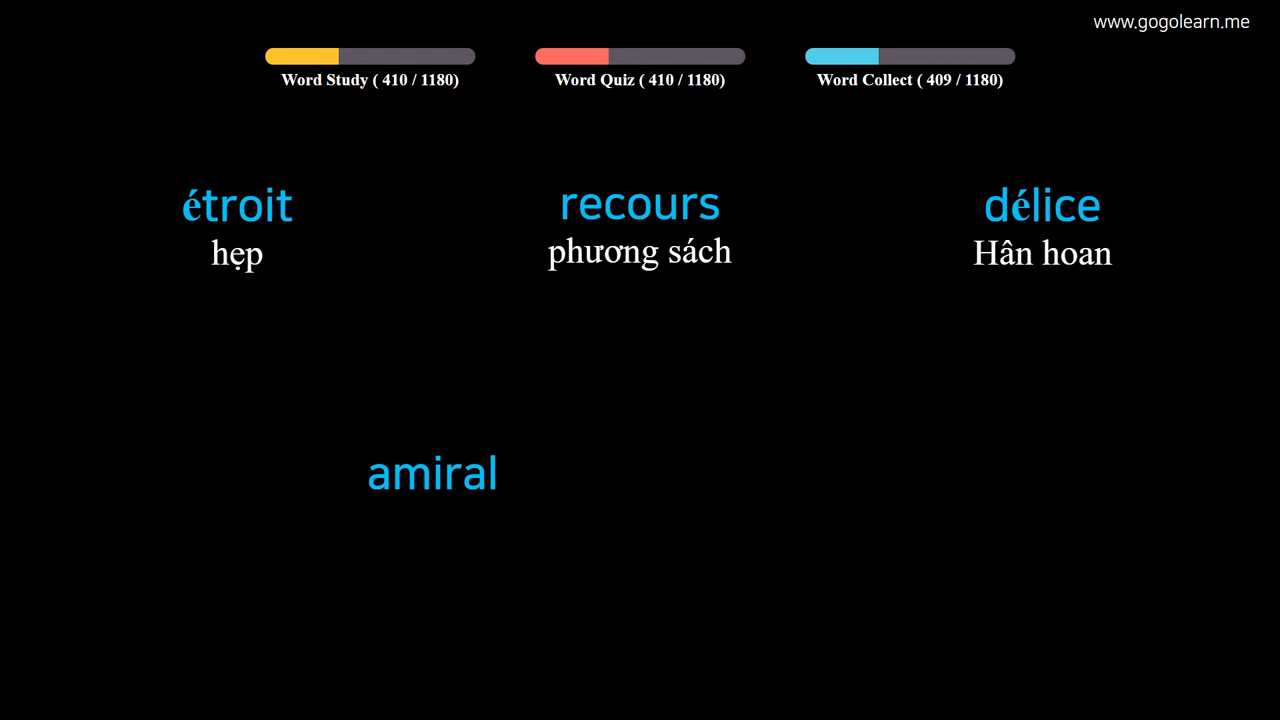 www.gogolearn.me
Word Study ( 410 / 1180)
Word Quiz ( 410 / 1180)
Word Collect ( 409 / 1180)
étroit
hẹp
recours
phương sách
délice
Hân hoan
amiral